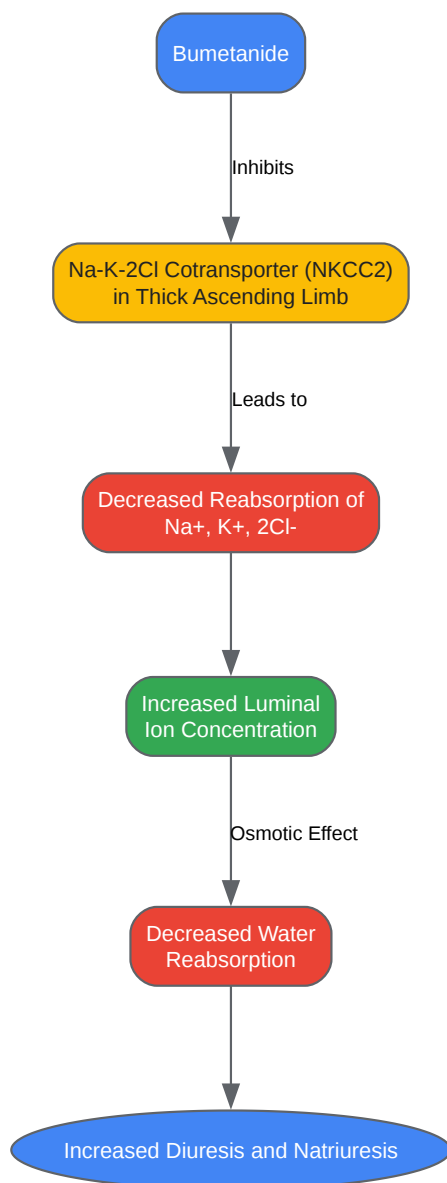 Bumetanide
Inhibits
Na-K-2Cl Cotransporter (NKCC2)
in Thick Ascending Limb
Leads to
Decreased Reabsorption of
Na+, K+, 2Cl-
Increased Luminal
Ion Concentration
Osmotic Effect
Decreased Water
Reabsorption
Increased Diuresis and Natriuresis